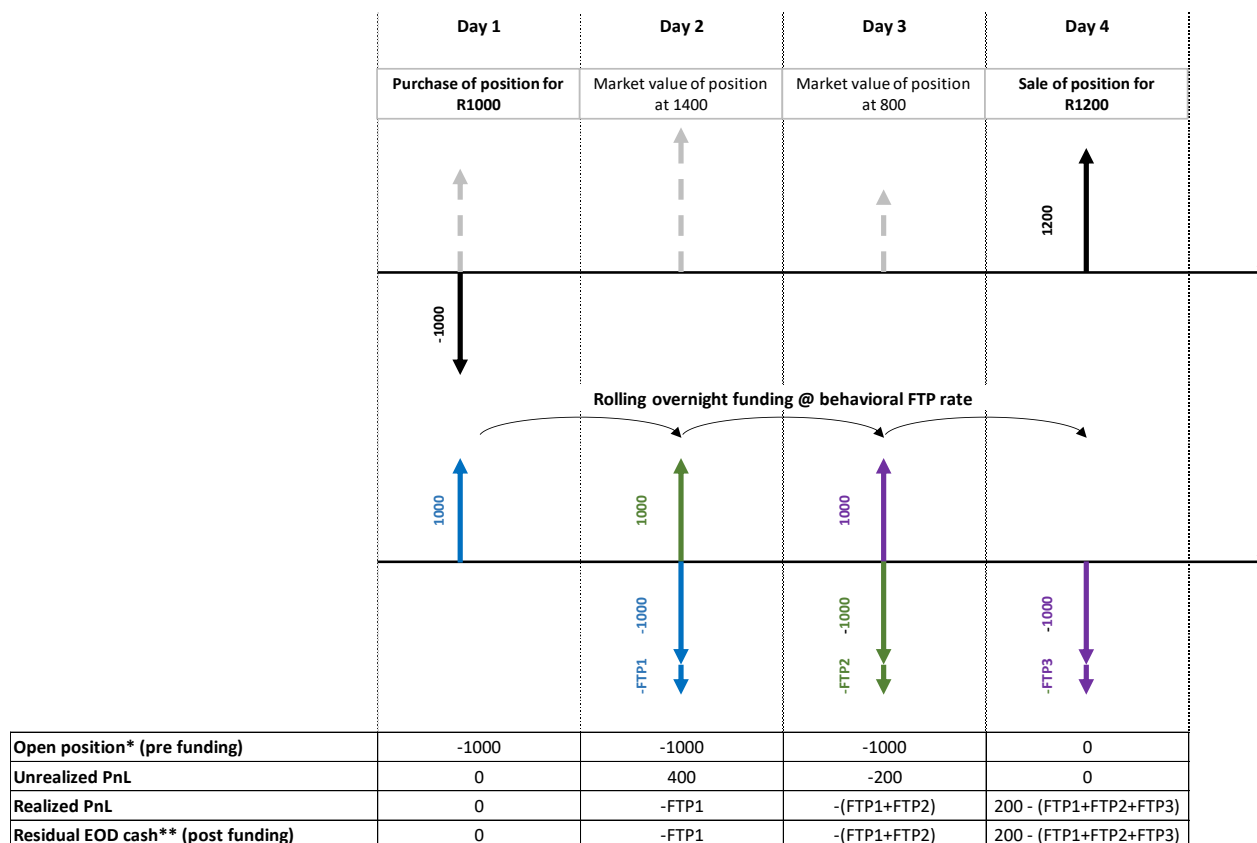 Day 1 Day 2 Day 3 Day 4
Purchase of position for Market value of position Market value of position Sale of position for
R1000 at 1400 at 800 R1200
1200
-1000
Rolling overnight funding @ behavioral FTP rate
1000 1000 1000
-1000 -1000 -1000
-FTP1 -FTP2 -FTP3
Open position* (pre funding) -1000 -1000 -1000 0
Unrealized PnL 0 400 -200 0
Realized PnL 0 -FTP1 -(FTP1+FTP2) 200 - (FTP1+FTP2+FTP3)
Residual EOD cash** (post funding) 0 -FTP1 -(FTP1+FTP2) 200 - (FTP1+FTP2+FTP3)